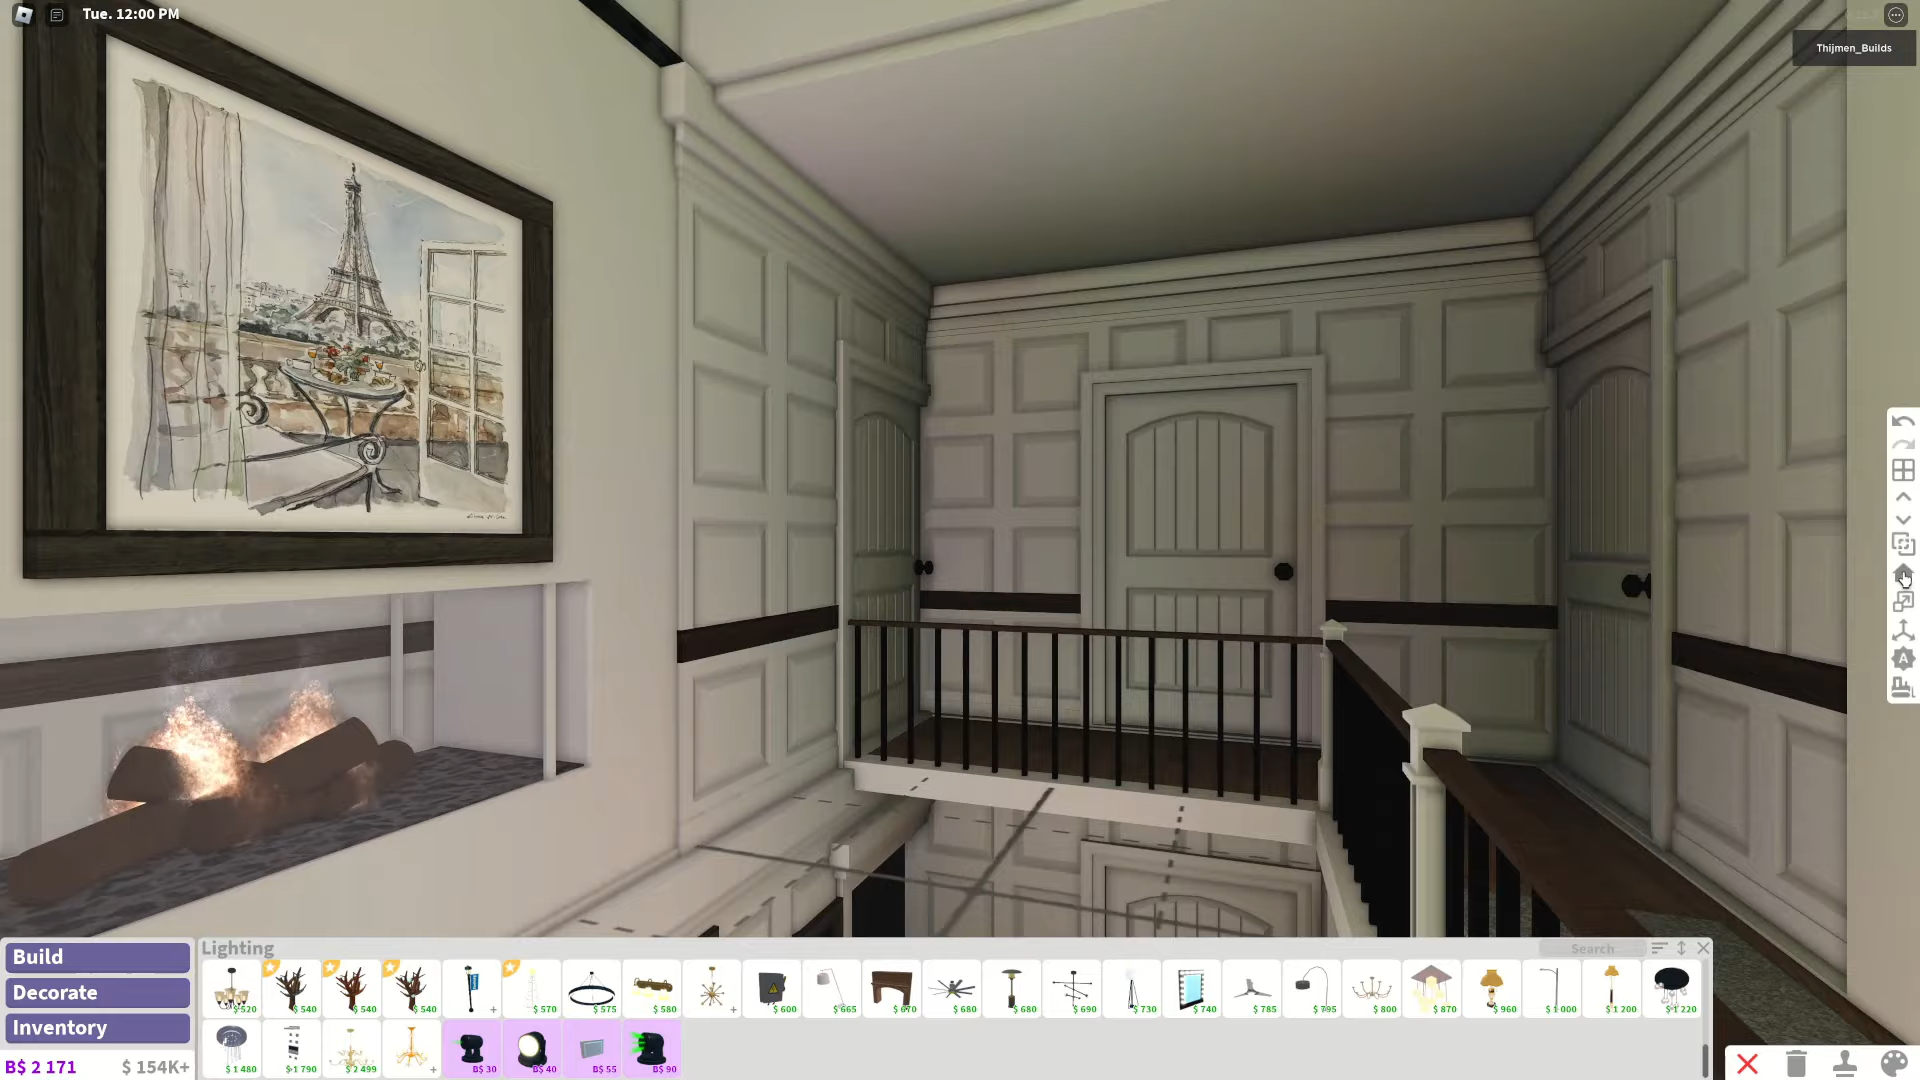 Tue. 12:00 PM
Thijmen_Builds
Build
Decorate
Inventory
B$ 2 171
$ 154K+
Lighting
Search
$520 $ 540 $ 540 $ 540 + $ 570 $ 575 $ 580 + $ 600 $ 665 $ 670 $ 680 $ 680 $ 690 $ 730 $ 740 $ 785 $ 795 $ 800 $ 870 $ 960 $ 1 000 $ 1 200 $ 1 220
$ 1 480 $ 1 790 $ 2 499 + B$ 30 B$ 40 B$ 55 B$ 90